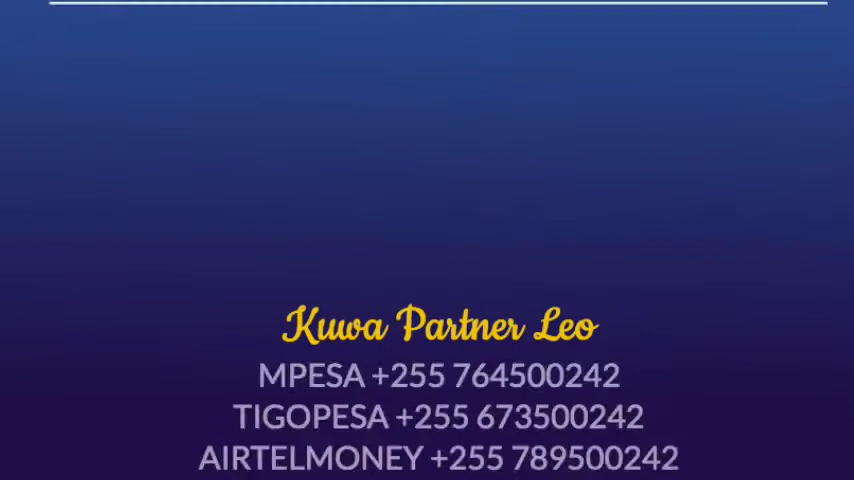 Kuwa Partner Leo
MPESA +255 764500242
TIGOPESA +255 673500242
AIRTELMONEY +255 789500242